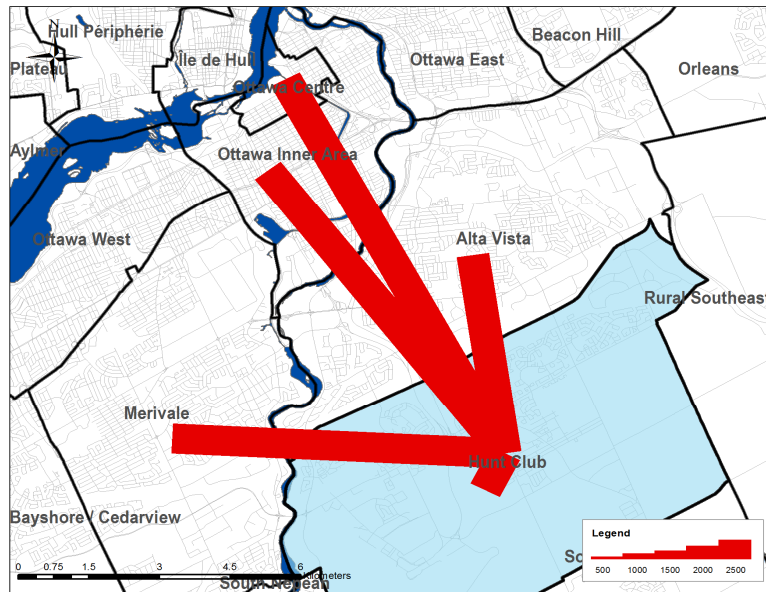 Hull Périphérie
Beacon Hill
Île de Hull
Ottawa East
Plateau
Orleans
Ottawa Centre
Aylmer
Ottawa Inner Area
Ottawa West
Alta Vista
Rural Southeast
Merivale
Hunt Club
Bayshore / Cedarview
South Nepean
So
Legend
500 1000 1500 2000 2500
0 0.75 1.5 3 4.5 6
Kilometers